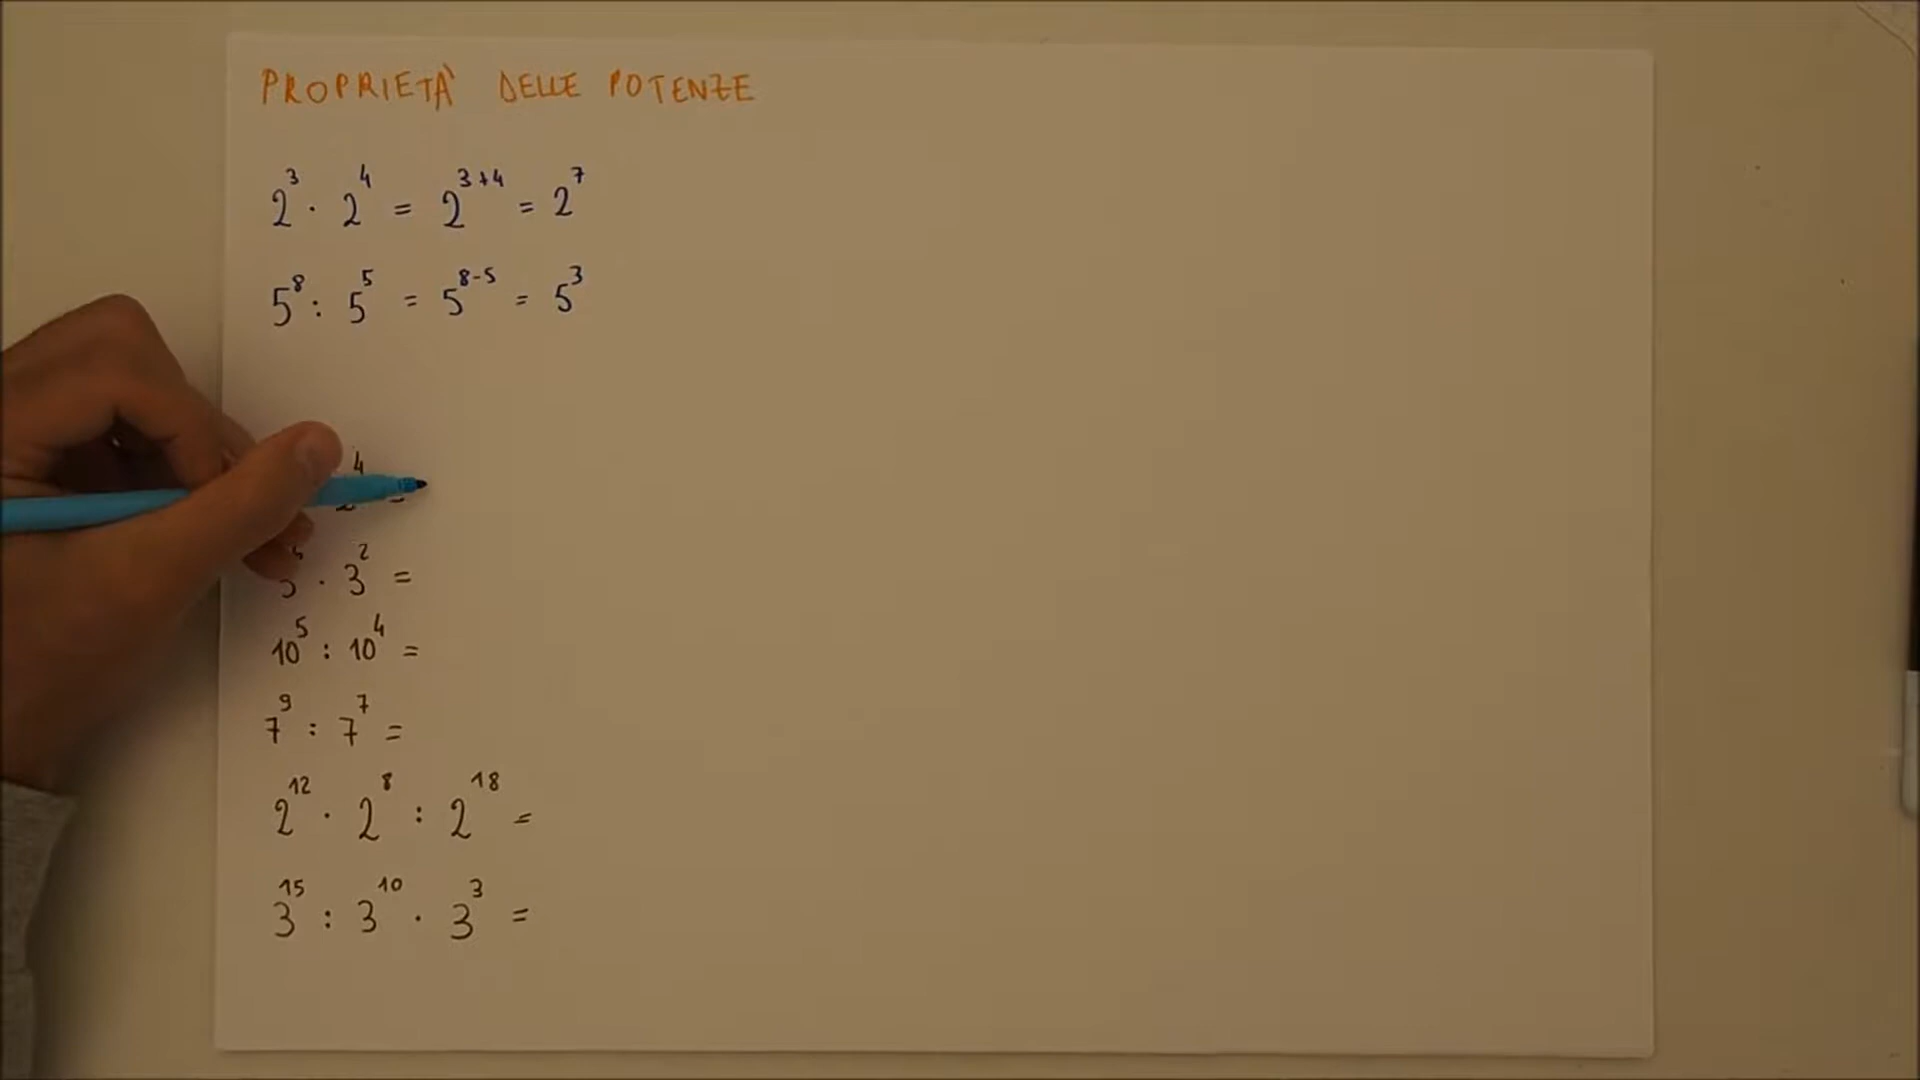 PROPRIETÀ DELLE POTENZE
2³ · 2⁴ = 2³⁺⁴ = 2⁷
5⁸ : 5⁵ = 5⁸⁻⁵ = 5³
⁴ =
· 3² =
10⁵ : 10⁴ =
7⁹ : 7⁷ =
2¹² · 2⁸ : 2¹⁸ =
3¹⁵ : 3¹⁰ · 3³ =